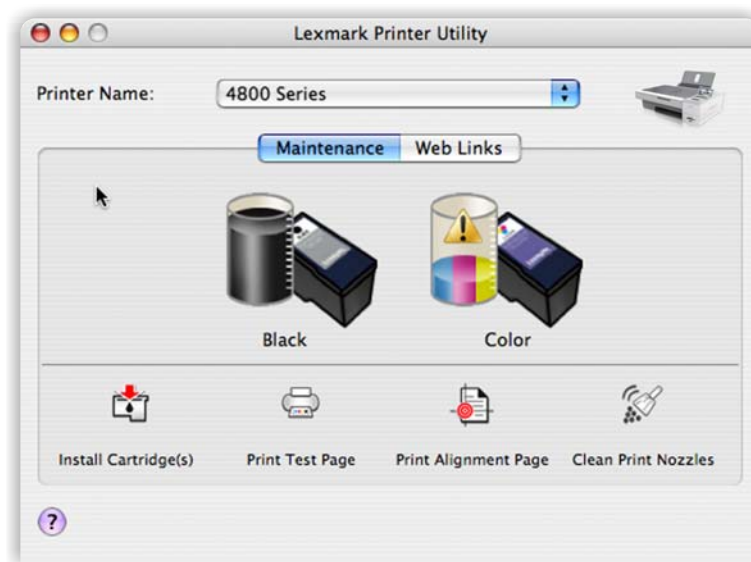 Lexmark Printer Utility
Printer Name: 4800 Series
Maintenance Web Links
Black Color
Install Cartridge(s) Print Test Page Print Alignment Page Clean Print Nozzles
?